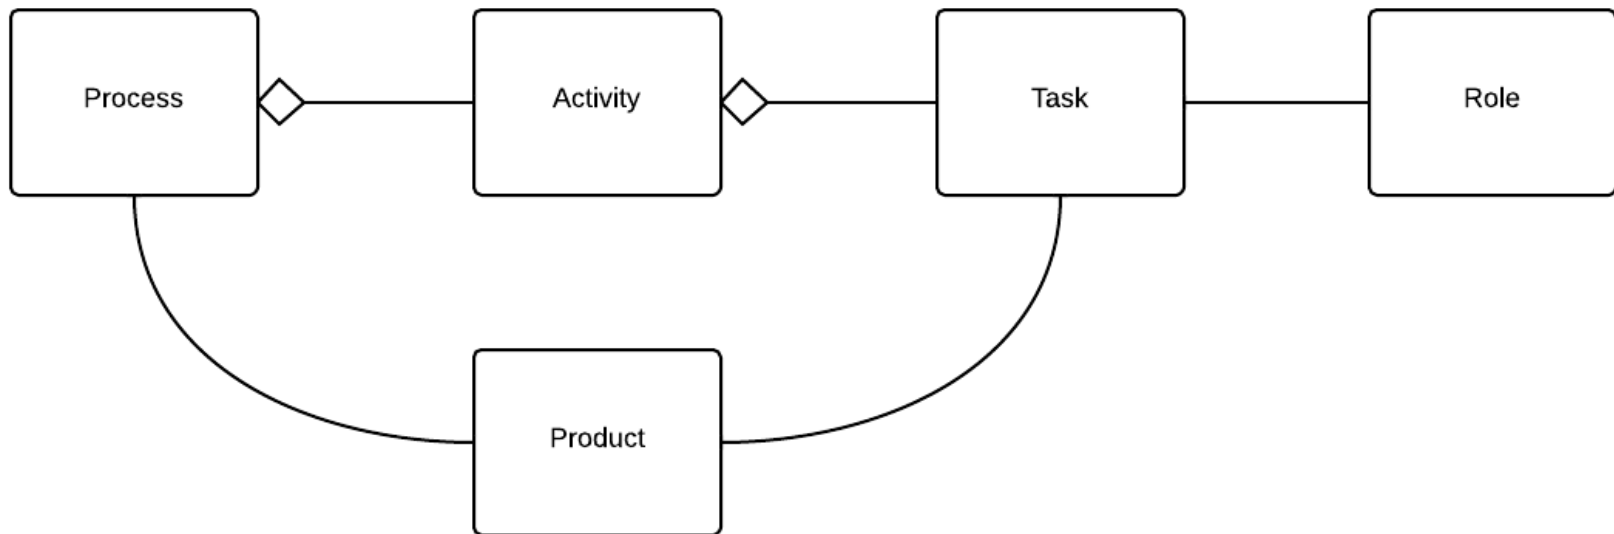 Process
Activity
Task
Role
Product